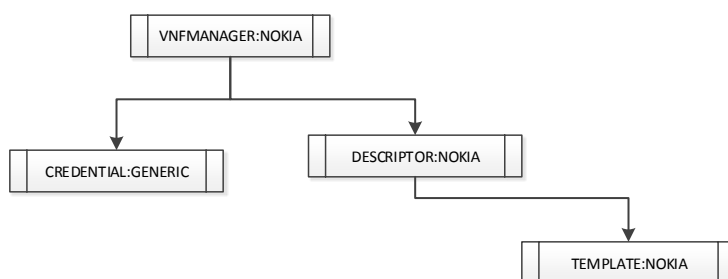 VNFMANAGER:NOKIA
CREDENTIAL:GENERIC
DESCRIPTOR:NOKIA
TEMPLATE:NOKIA